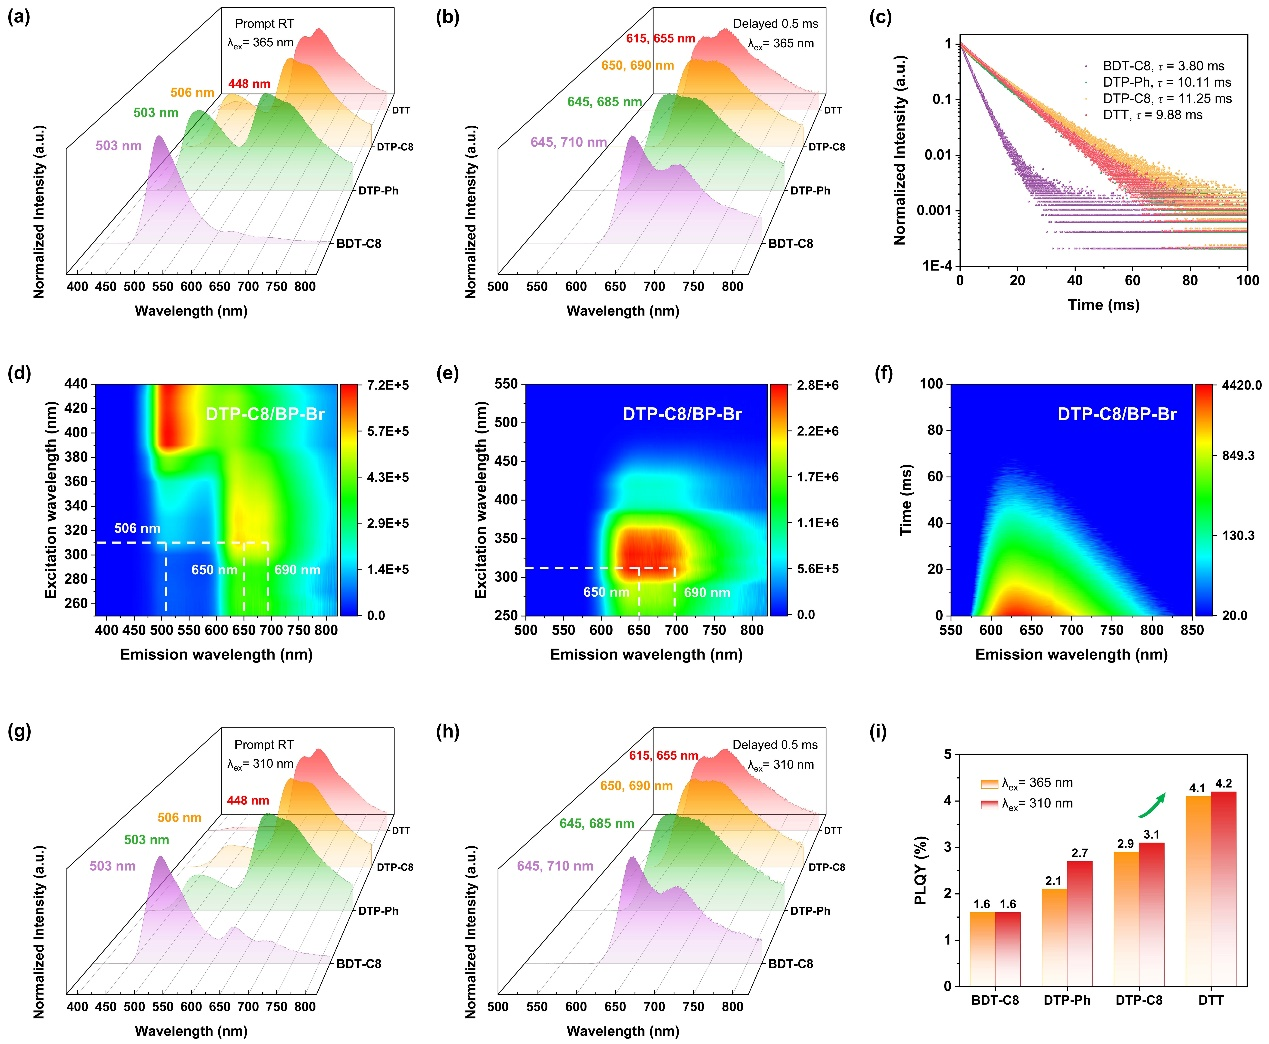 (a)
Prompt RT
λex= 365 nm
448 nm
506 nm
503 nm
503 nm
DTT
DTP-C8
DTP-Ph
BDT-C8
Normalized Intensity (a.u.)
400 450 500 550 600 650 700 750 800
Wavelength (nm)
(b)
Delayed 0.5 ms
λex= 365 nm
615, 655 nm
650, 690 nm
645, 685 nm
645, 710 nm
DTT
DTP-C8
DTP-Ph
BDT-C8
Normalized Intensity (a.u.)
500 550 600 650 700 750 800
Wavelength (nm)
(c)
BDT-C8, τ = 3.80 ms
DTP-Ph, τ = 10.11 ms
DTP-C8, τ = 11.25 ms
DTT, τ = 9.88 ms
Normalized Intensity (a.u.)
1
0.1
0.01
0.001
1E-4
0 20 40 60 80 100
Time (ms)
(d)
DTP-C8/BP-Br
506 nm
650 nm
690 nm
Excitation wavelength (nm)
440
420
400
380
360
340
320
300
280
260
400 450 500 550 600 650 700 750 800
Emission wavelength (nm)
7.2E+5
5.7E+5
4.3E+5
2.9E+5
1.4E+5
0.0
(e)
DTP-C8/BP-Br
650 nm
690 nm
Excitation wavelength (nm)
550
500
450
400
350
300
250
500 550 600 650 700 750 800
Emission wavelength (nm)
2.8E+6
2.2E+6
1.7E+6
1.1E+6
5.6E+5
0.0
(f)
DTP-C8/BP-Br
Time (ms)
100
80
60
40
20
0
550 600 650 700 750 800 850
Emission wavelength (nm)
4420.0
849.3
130.3
20.0
(g)
Prompt RT
λex= 310 nm
448 nm
506 nm
503 nm
503 nm
DTT
DTP-C8
DTP-Ph
BDT-C8
Normalized Intensity (a.u.)
400 450 500 550 600 650 700 750 800
Wavelength (nm)
(h)
Delayed 0.5 ms
λex= 310 nm
615, 655 nm
650, 690 nm
645, 685 nm
645, 710 nm
DTT
DTP-C8
DTP-Ph
BDT-C8
Normalized Intensity (a.u.)
500 550 600 650 700 750 800
Wavelength (nm)
(i)
λex= 365 nm
λex= 310 nm
PLQY (%)
5
4
3
2
1
0
1.6 1.6
2.1 2.7
2.9 3.1
4.1 4.2
BDT-C8 DTP-Ph DTP-C8 DTT